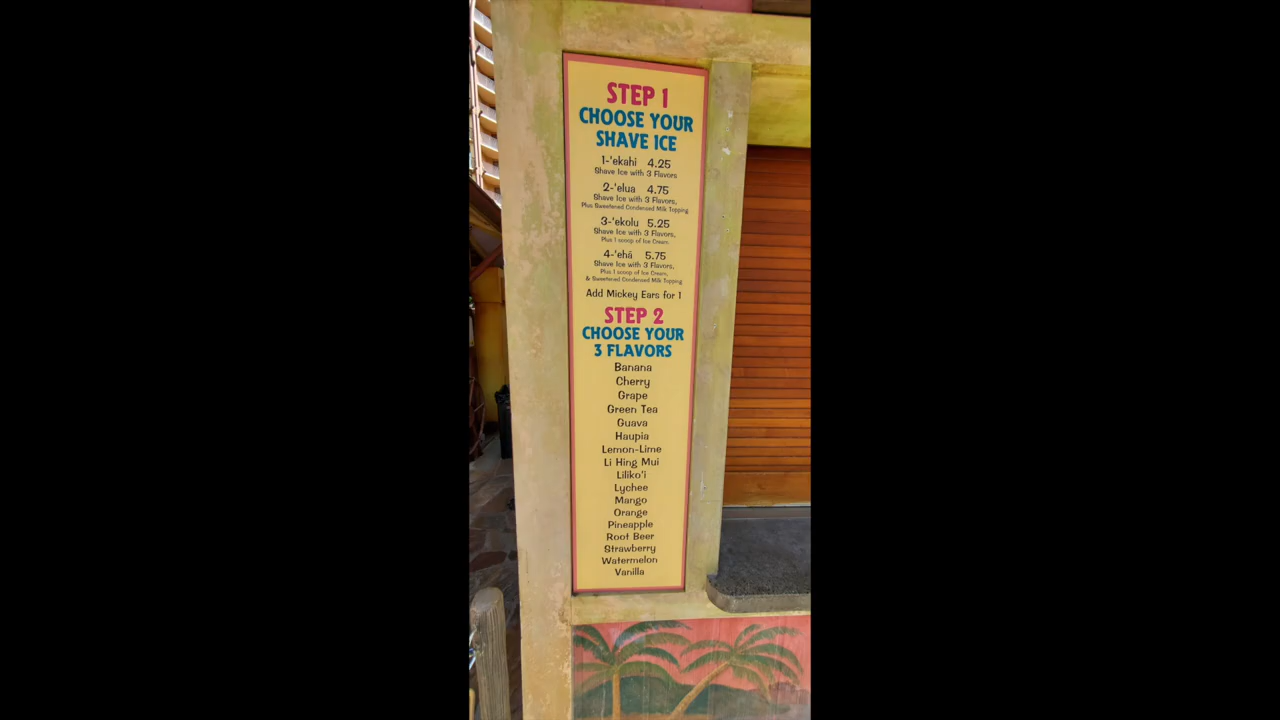 STEP 1
CHOOSE YOUR
SHAVE ICE
1-'ekahi 4.25
Shave Ice with 3 Flavors
2-'elua 4.75
Shave Ice with 3 Flavors,
Plus Sweetened Condensed Milk Topping
3-'ekolu 5.25
Shave Ice with 3 Flavors,
Plus 1 scoop of Ice Cream
4-'ehá 5.75
Shave Ice with 3 Flavors,
Plus 1 scoop of Ice Cream,
& Sweetened Condensed Milk Topping
Add Mickey Ears for 1
STEP 2
CHOOSE YOUR
3 FLAVORS
Banana
Cherry
Grape
Green Tea
Guava
Haupia
Lemon-Lime
Li Hing Mui
Liliko'i
Lychee
Mango
Orange
Pineapple
Root Beer
Strawberry
Watermelon
Vanilla